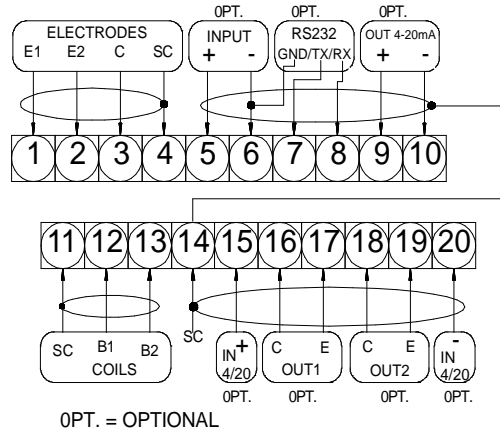 0PT. 0PT. 0PT.
ELECTRODES INPUT RS232 OUT 4-20mA
E1 E2 C SC + - GND/TX/RX + -
1 2 3 4 5 6 7 8 9 10
11 12 13 14 15 16 17 18 19 20
SC B1 B2 SC IN + C E C E - IN
COILS 4/20 OUT1 OUT2 4/20
0PT. 0PT. 0PT. 0PT.
0PT. = OPTIONAL